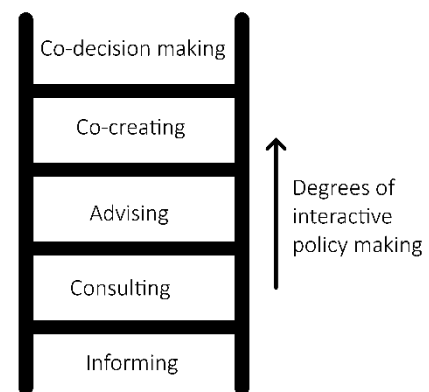 Co-decision making
Co-creating
Advising
Consulting
Informing
Degrees of
interactive
policy making